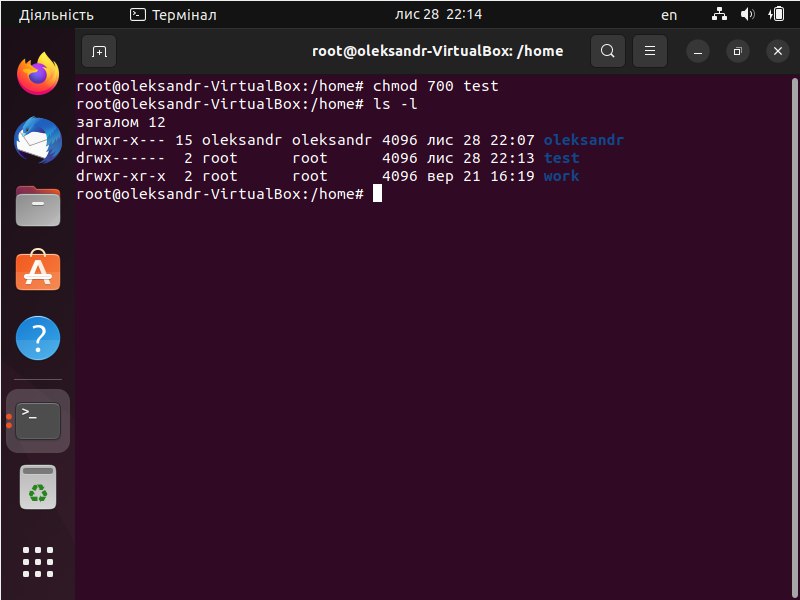 Діяльність Термінал лис 28 22:14 en
root@oleksandr-VirtualBox: /home
root@oleksandr-VirtualBox:/home# chmod 700 test
root@oleksandr-VirtualBox:/home# ls -l
загалом 12
drwxr-x--- 15 oleksandr oleksandr 4096 лис 28 22:07 oleksandr
drwx------  2 root      root      4096 лис 28 22:13 test
drwxr-xr-x  2 root      root      4096 вер 21 16:19 work
root@oleksandr-VirtualBox:/home#